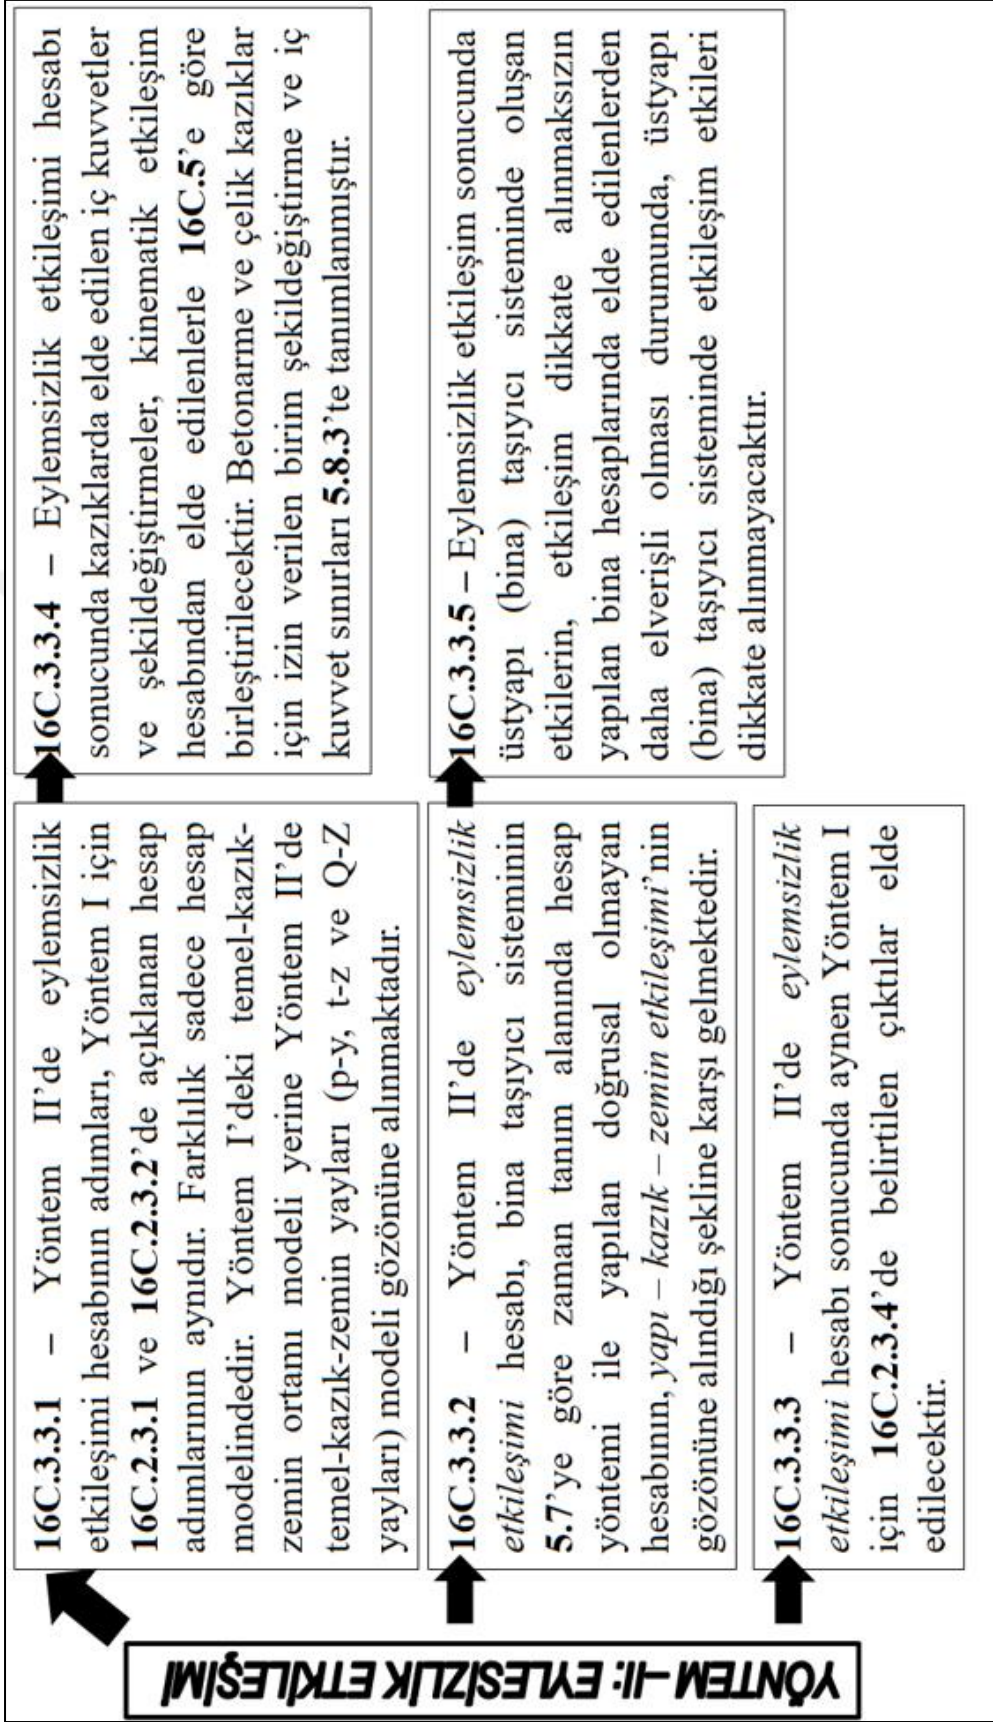 YÖNTEM –II: EYLESİZLİK ETKİLEŞİMİ
16C.3.3.1 – Yöntem II'de eylemsizlik
etkileşimi hesabının adımları, Yöntem I için
16C.2.3.1 ve 16C.2.3.2'de açıklanan hesap
adımlarının aynıdır. Farklılık sadece hesap
modelindedir. Yöntem I'deki temel-kazık-
zemin ortamı modeli yerine Yöntem II'de
temel-kazık-zemin yayları (p-y, t-z ve Q-Z
yayları) modeli gözönüne alınmaktadır.
16C.3.3.2 – Yöntem II'de eylemsizlik
etkileşimi hesabı, bina taşıyıcı sisteminin
5.7'ye göre zaman tanım alanında hesap
yöntemi ile yapılan doğrusal olmayan
hesabının, yapı – kazık – zemin etkileşimi'nin
gözönüne alındığı şekline karşı gelmektedir.
16C.3.3.3 – Yöntem II'de eylemsizlik
etkileşimi hesabı sonucunda aynen Yöntem I
için 16C.2.3.4'de belirtilen çıktılar elde
edilecektir.
16C.3.3.4 – Eylemsizlik etkileşimi hesabı
sonucunda kazıklarda elde edilen iç kuvvetler
ve şekildeğiştirmeler, kinematik etkileşim
hesabından elde edilenlerle 16C.5'e göre
birleştirilecektir. Betonarme ve çelik kazıklar
için izin verilen birim şekildeğiştirme ve iç
kuvvet sınırları 5.8.3'te tanımlanmıştır.
16C.3.3.5 – Eylemsizlik etkileşim sonucunda
üstyapı (bina) taşıyıcı sisteminde oluşan
etkilerin, etkileşim dikkate alınmaksızın
yapılan bina hesaplarında elde edilenlerden
daha elverişli olması durumunda, üstyapı
(bina) taşıyıcı sisteminde etkileşim etkileri
dikkate alınmayacaktır.